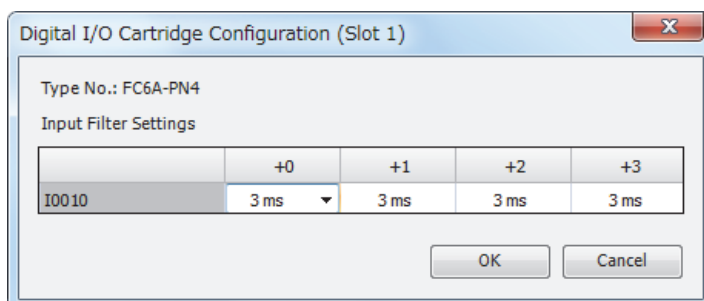 Digital I/O Cartridge Configuration (Slot 1)
Type No.: FC6A-PN4
Input Filter Settings
+0 +1 +2 +3
I0010 3 ms 3 ms 3 ms 3 ms
OK Cancel